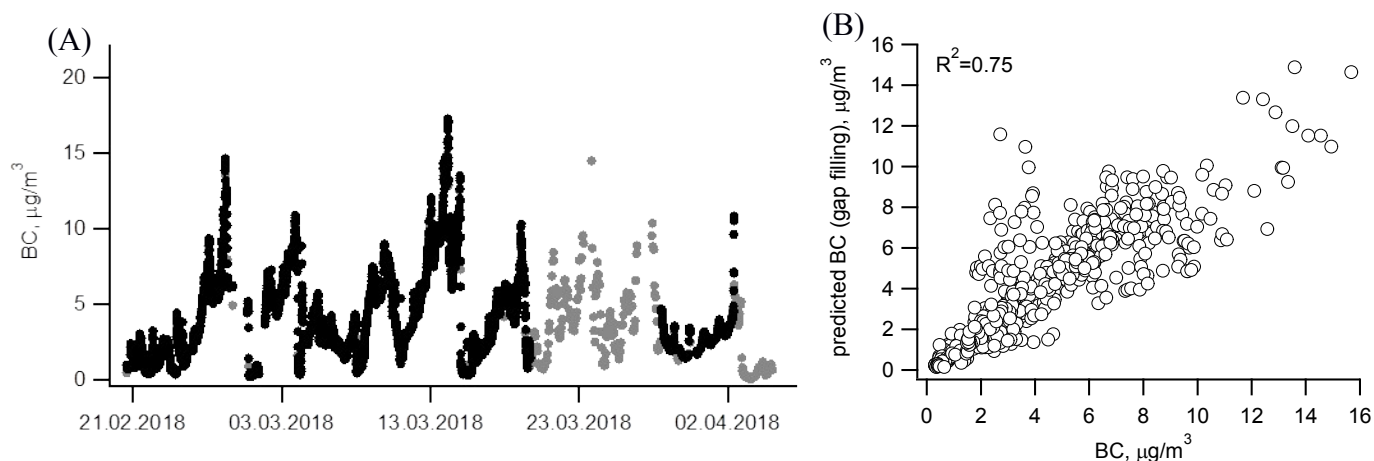 (A)
20
15
10
5
0
BC, μg/m³
21.02.2018 03.03.2018 13.03.2018 23.03.2018 02.04.2018
(B)
R²=0.75
16
14
12
10
8
6
4
2
0
predicted BC (gap filling), μg/m³
0 2 4 6 8 10 12 14 16
BC, μg/m³